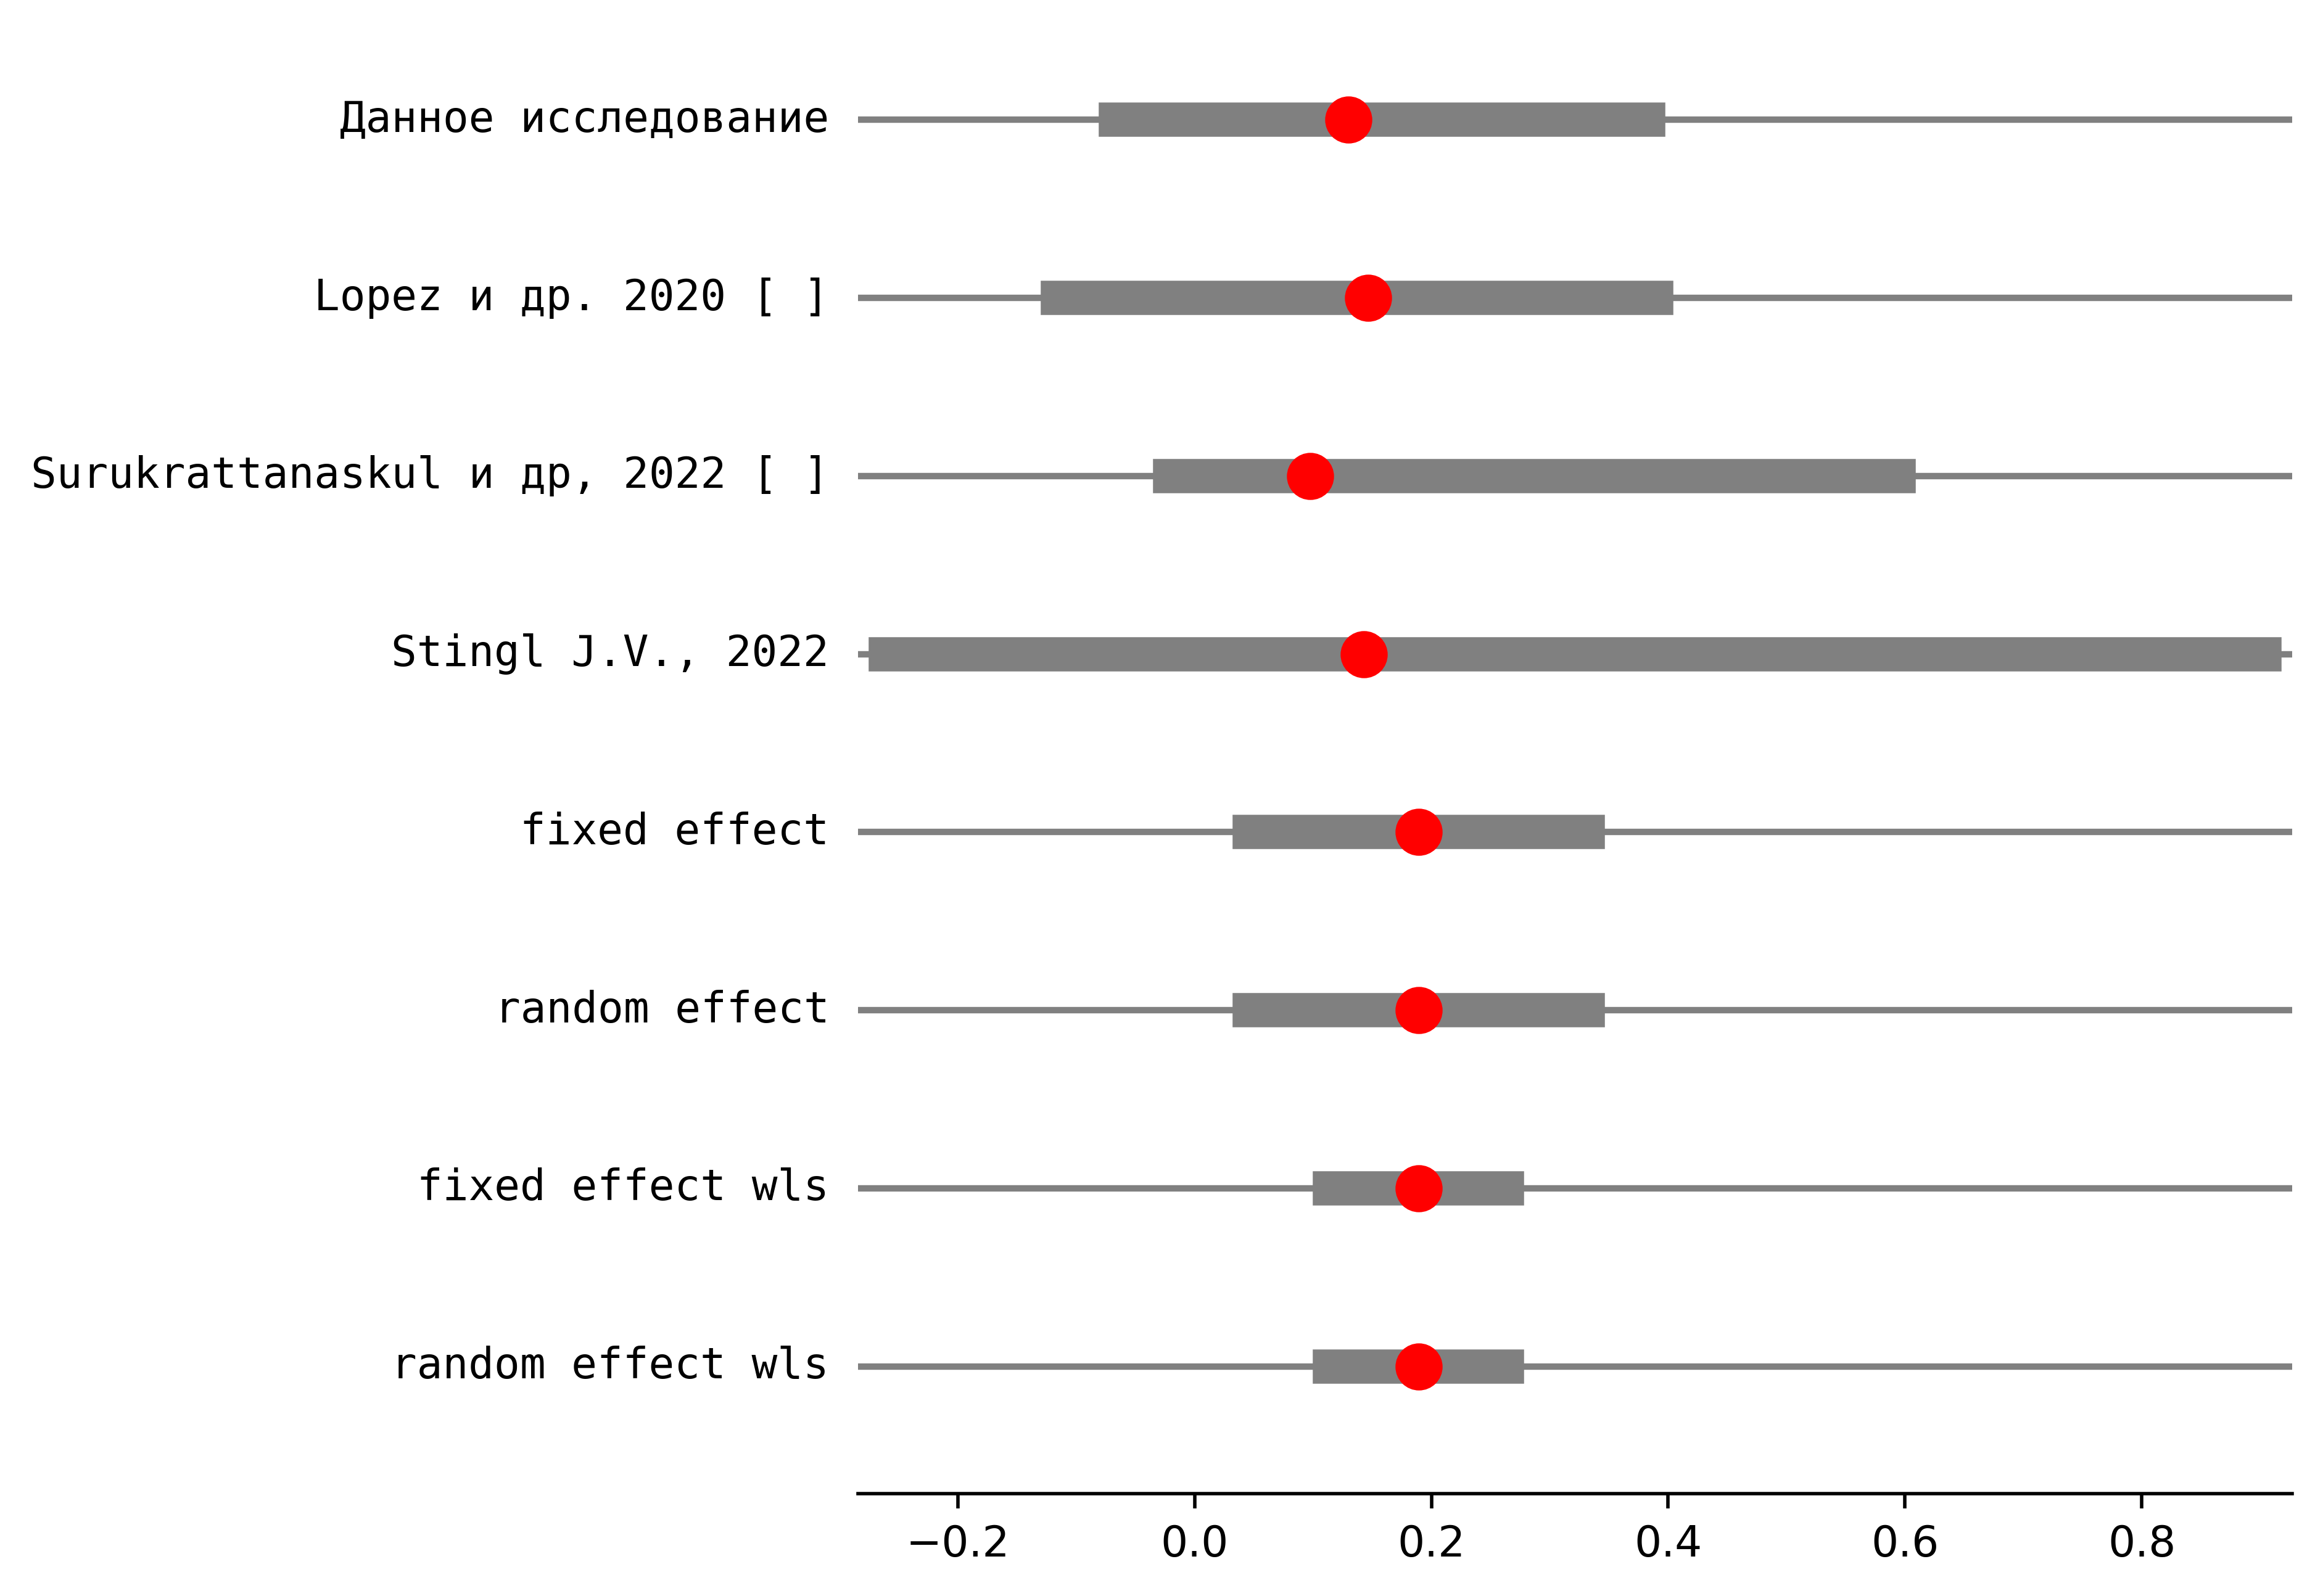 Данное исследование
Lopez и др. 2020 [ ]
Surukrattanaskul и др, 2022 [ ]
Stingl J.V., 2022
fixed effect
random effect
fixed effect wls
random effect wls
−0.2 0.0 0.2 0.4 0.6 0.8